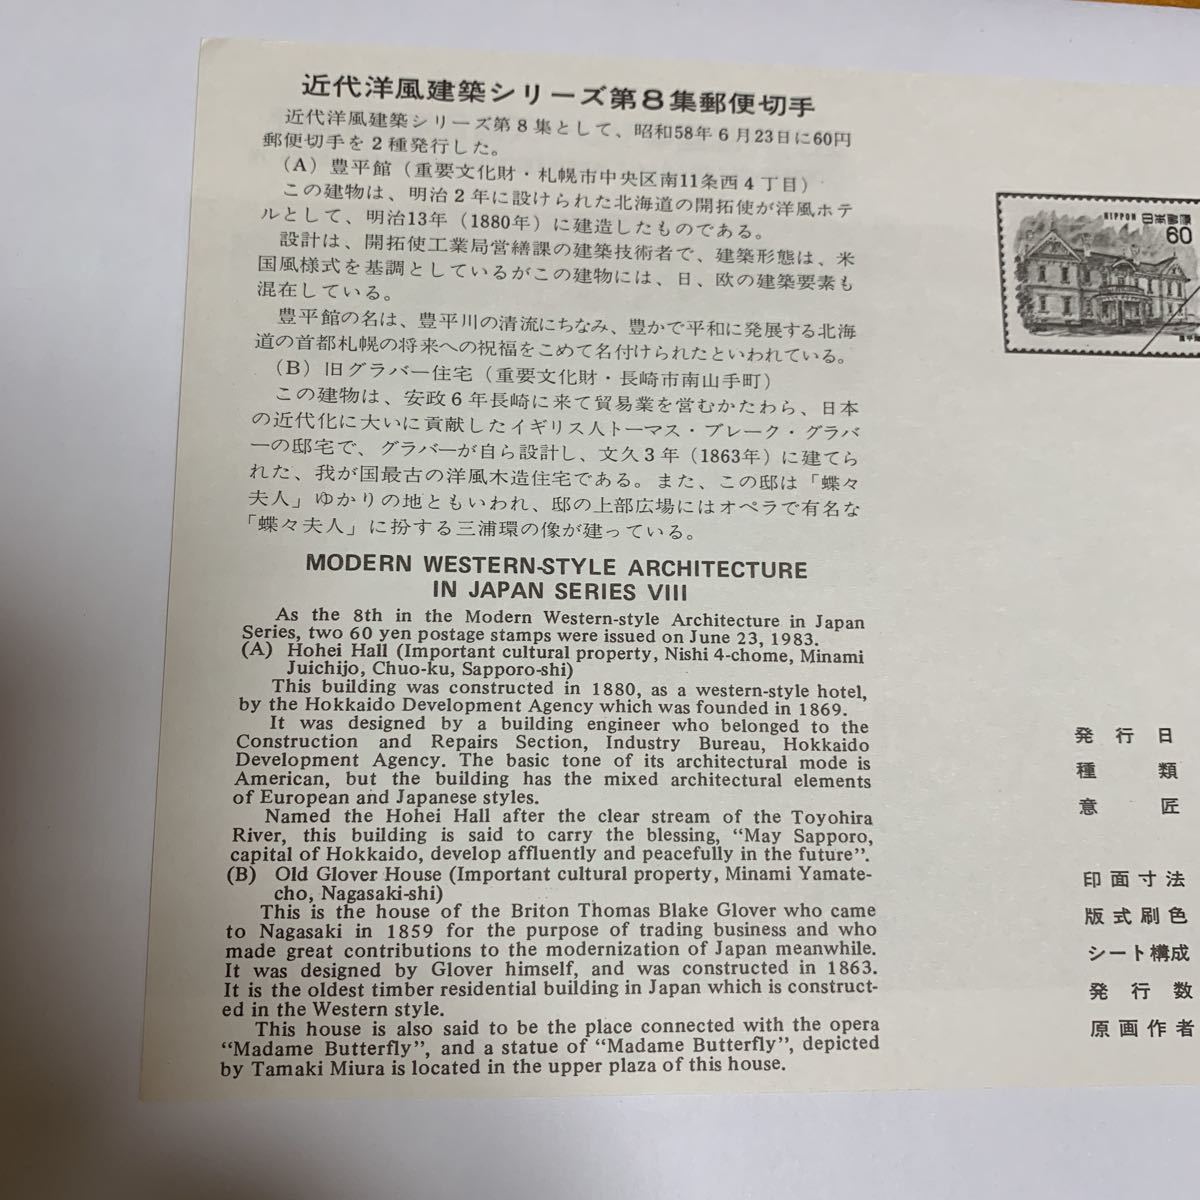 近代洋風建築シリーズ第8集郵便切手
近代洋風建築シリーズ第8集として、昭和58年6月23日に60円
郵便切手を2種発行した。
(A) 豊平館(重要文化財・札幌市中央区南11条西4丁目)
この建物は、明治2年に設けられた北海道の開拓使が洋風ホテ
ルとして、明治13年(1880年)に建造したものである。
設計は、開拓使工業局営繕課の建築技術者で、建築形態は、米
国風様式を基調としているがこの建物には、日、欧の建築要素も
混在している。
豊平館の名は、豊平川の清流にちなみ、豊かで平和に発展する北海
道の首都札幌の将来への祝福をこめて名付けられたといわれている。
(B) 旧グラバー住宅(重要文化財・長崎市南山手町)
この建物は、安政6年長崎に来て貿易業を営むかたわら、日本
の近代化に大いに貢献したイギリス人トーマス・ブレーク・グラバ
ーの邸宅で、グラバーが自ら設計し、文久3年(1863年)に建てら
れた、我が国最古の洋風木造住宅である。また、この邸は「蝶々
夫人」ゆかりの地ともいわれ、邸の上部広場にはオペラで有名な
「蝶々夫人」に扮する三浦環の像が建っている。
MODERN WESTERN-STYLE ARCHITECTURE
IN JAPAN SERIES VIII
As the 8th in the Modern Western-style Architecture in Japan
Series, two 60 yen postage stamps were issued on June 23, 1983.
(A) Hohei Hall (Important cultural property, Nishi 4-chome, Minami
Juichijo, Chuo-ku, Sapporo-shi)
This building was constructed in 1880, as a western-style hotel,
by the Hokkaido Development Agency which was founded in 1869.
It was designed by a building engineer who belonged to the
Construction and Repairs Section, Industry Bureau, Hokkaido
Development Agency. The basic tone of its architectural mode is
American, but the building has the mixed architectural elements
of European and Japanese styles.
Named the Hohei Hall after the clear stream of the Toyohira
River, this building is said to carry the blessing, “May Sapporo,
capital of Hokkaido, develop affluently and peacefully in the future”.
(B) Old Glover House (Important cultural property, Minami Yamate-
cho, Nagasaki-shi)
This is the house of the Briton Thomas Blake Glover who came
to Nagasaki in 1859 for the purpose of trading business and who
made great contributions to the modernization of Japan meanwhile.
It was designed by Glover himself, and was constructed in 1863.
It is the oldest timber residential building in Japan which is construct-
ed in the Western style.
This house is also said to be the place connected with the opera
“Madame Butterfly”, and a statue of “Madame Butterfly”, depicted
by Tamaki Miura is located in the upper plaza of this house.
NIPPON 日本郵便
60
発行日
種類
意匠
印面寸法
版式刷色
シート構成
発行数
原画作者